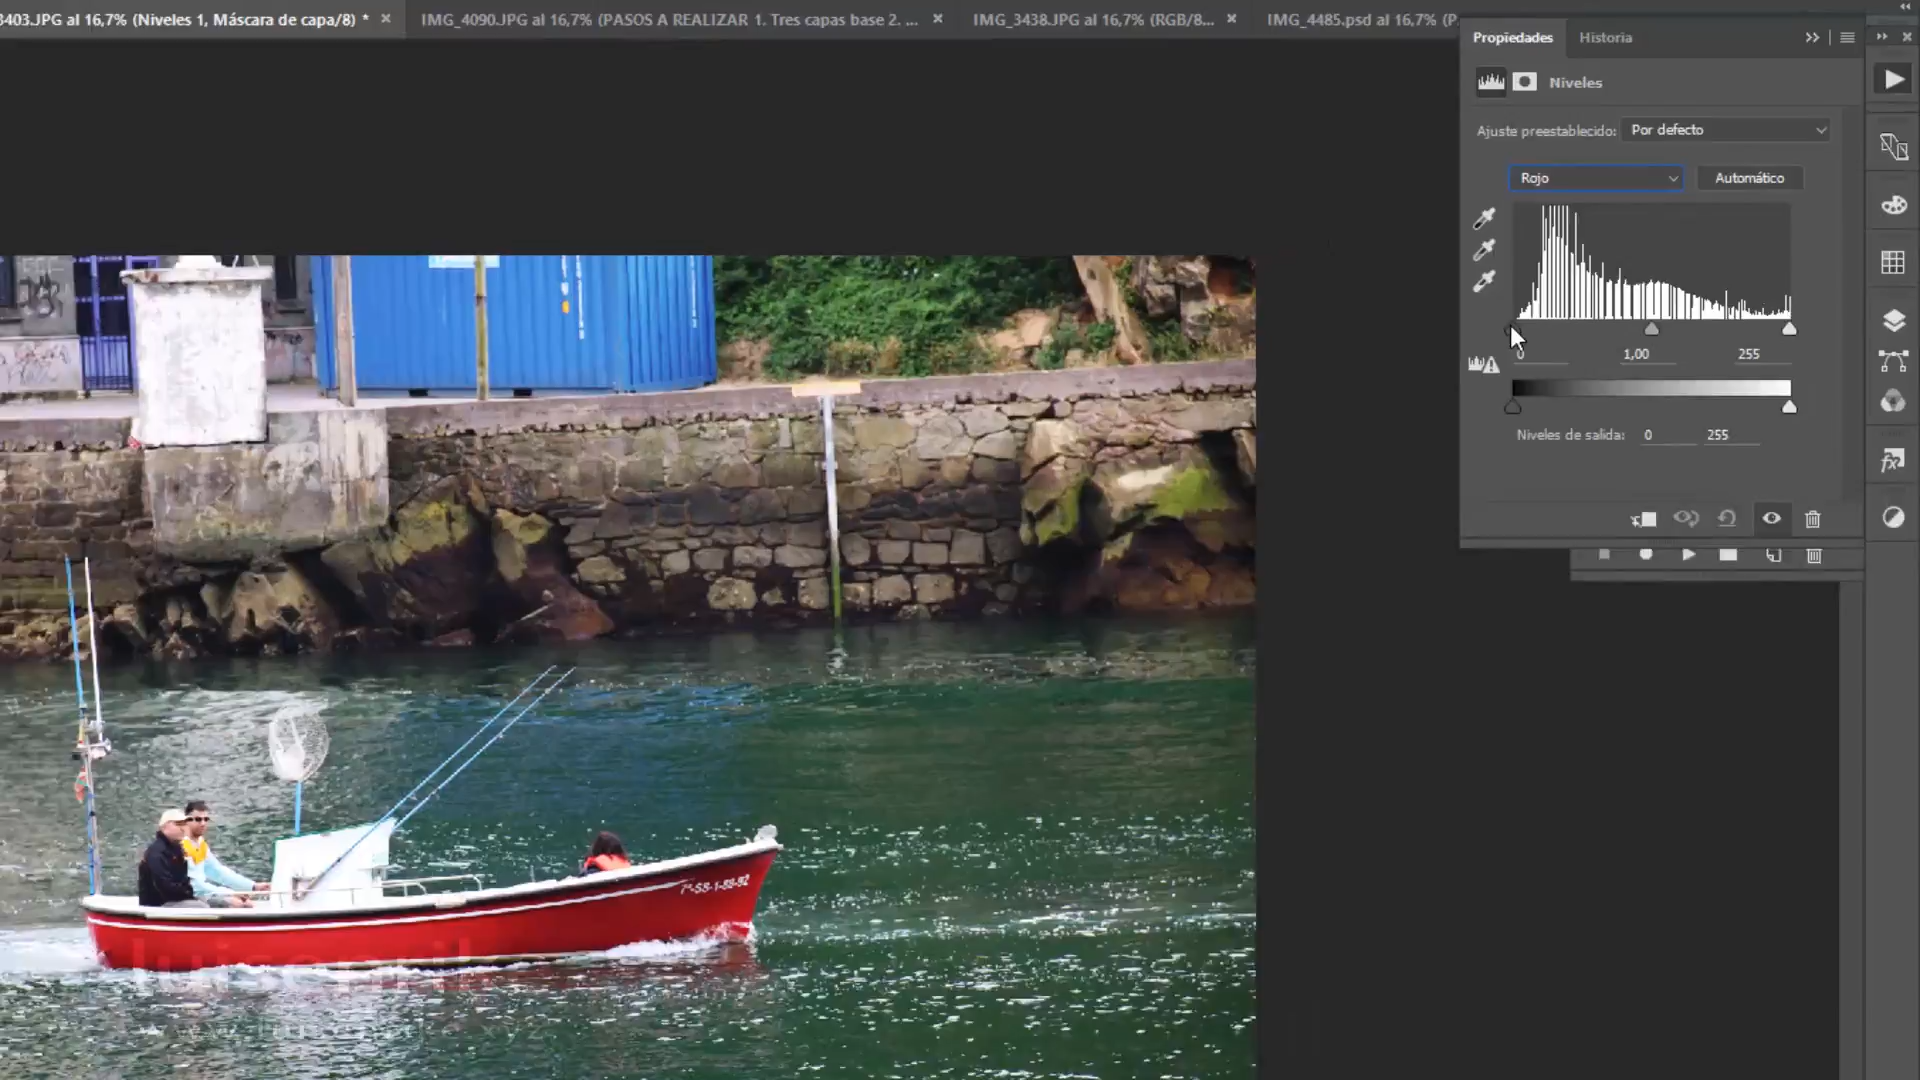 3403.JPG al 16,7% (Niveles 1, Máscara de capa/8) *
IMG_4090.JPG al 16,7% (PASOS A REALIZAR 1. Tres capas base 2. ...
IMG_3438.JPG al 16,7% (RGB/8...
IMG_4485.psd al 16,7% (P
Propiedades
Historia
Niveles
Ajuste preestablecido: Por defecto
Rojo
Automático
0 1,00 255
Niveles de salida: 0 255
7ª-SS-1-88-92